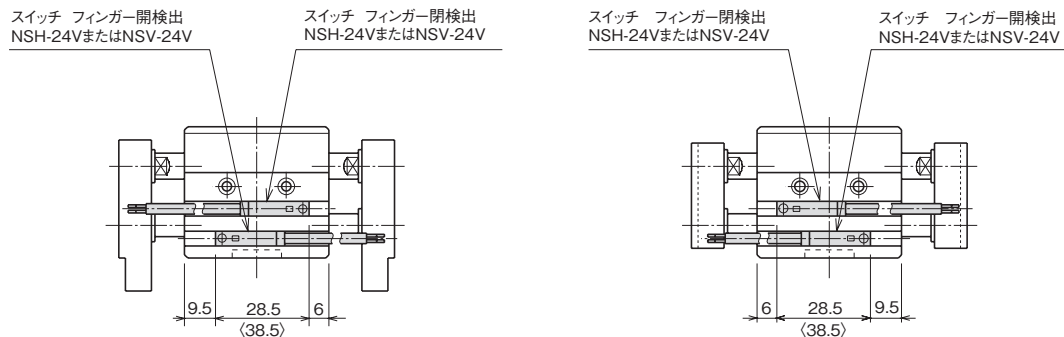 スイッチ　フィンガー開検出
NSH-24VまたはNSV-24V
スイッチ　フィンガー閉検出
NSH-24VまたはNSV-24V
9.5 28.5 6
〈38.5〉
スイッチ　フィンガー閉検出
NSH-24VまたはNSV-24V
スイッチ　フィンガー開検出
NSH-24VまたはNSV-24V
6 28.5 9.5
〈38.5〉